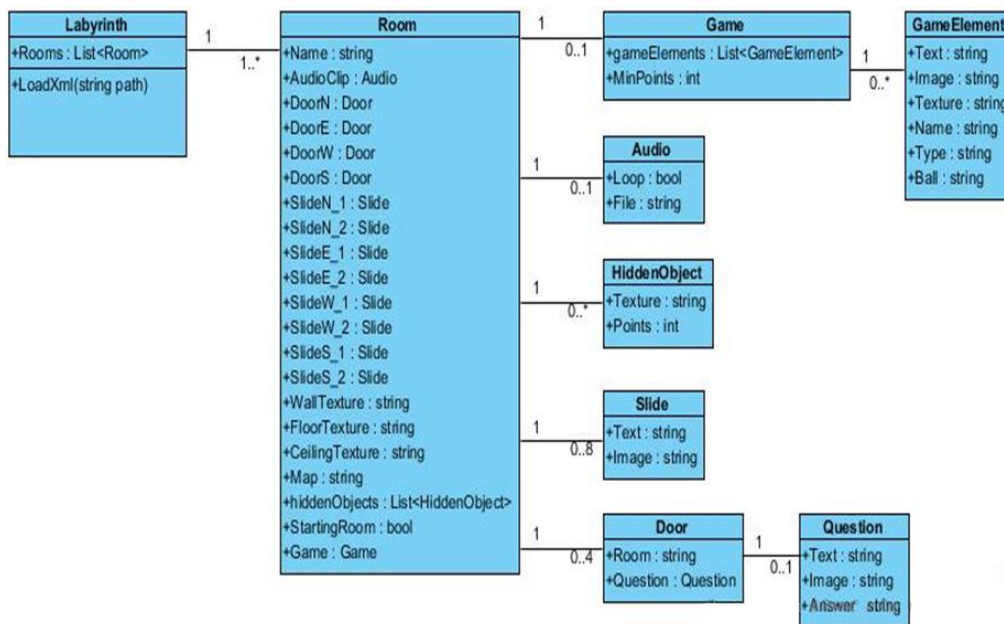 Labyrinth
+Rooms : List<Room>
+LoadXml(string path)
1
1..*
Room
+Name : string
+AudioClip : Audio
+DoorN : Door
+DoorE : Door
+DoorW : Door
+DoorS : Door
+SlideN_1 : Slide
+SlideN_2 : Slide
+SlideE_1 : Slide
+SlideE_2 : Slide
+SlideW_1 : Slide
+SlideW_2 : Slide
+SlideS_1 : Slide
+SlideS_2 : Slide
+WallTexture : string
+FloorTexture : string
+CeilingTexture : string
+Map : string
+hiddenObjects : List<HiddenObject>
+StartingRoom : bool
+Game : Game
1
0..1
Game
+gameElements : List<GameElement>
+MinPoints : int
1
0..*
GameElement
+Text : string
+Image : string
+Texture : string
+Name : string
+Type : string
+Ball : string
1
0..1
Audio
+Loop : bool
+File : string
1
0..*
HiddenObject
+Texture : string
+Points : int
1
0..8
Slide
+Text : string
+Image : string
1
0..4
Door
+Room : string
+Question : Question
1
0..1
Question
+Text : string
+Image : string
+Answer string